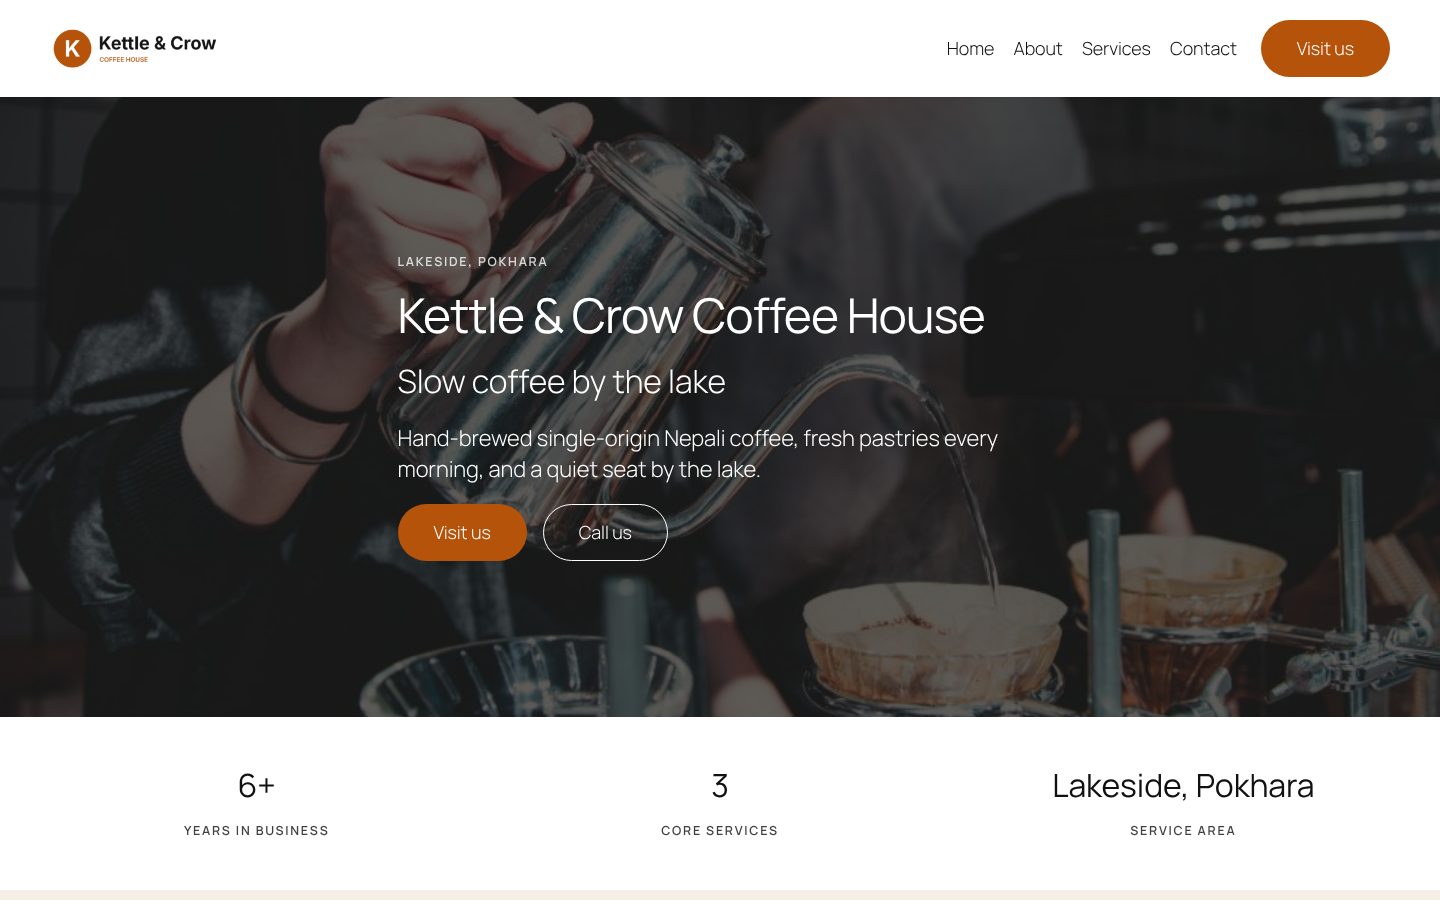 K
Kettle & Crow
COFFEE HOUSE
Home About Services Contact Visit us
LAKESIDE, POKHARA
Kettle & Crow Coffee House
Slow coffee by the lake
Hand-brewed single-origin Nepali coffee, fresh pastries every
morning, and a quiet seat by the lake.
Visit us Call us
6+ 3 Lakeside, Pokhara
YEARS IN BUSINESS CORE SERVICES SERVICE AREA